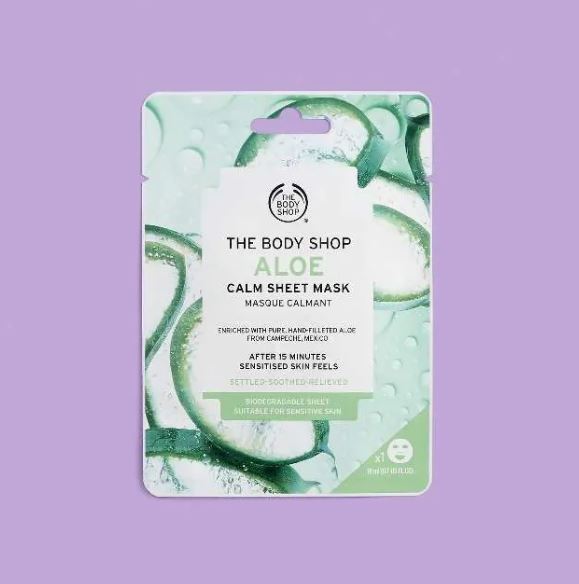 THE
BODY
SHOP
THE BODY SHOP
ALOE
CALM SHEET MASK
MASQUE CALMANT
ENRICHED WITH PURE, HAND-FILLETED ALOE
FROM CAMPECHE, MEXICO
AFTER 15 MINUTES
SENSITISED SKIN FEELS
SETTLED·SOOTHED·RELIEVED
BIODEGRADABLE SHEET
SUITABLE FOR SENSITIVE SKIN
x1